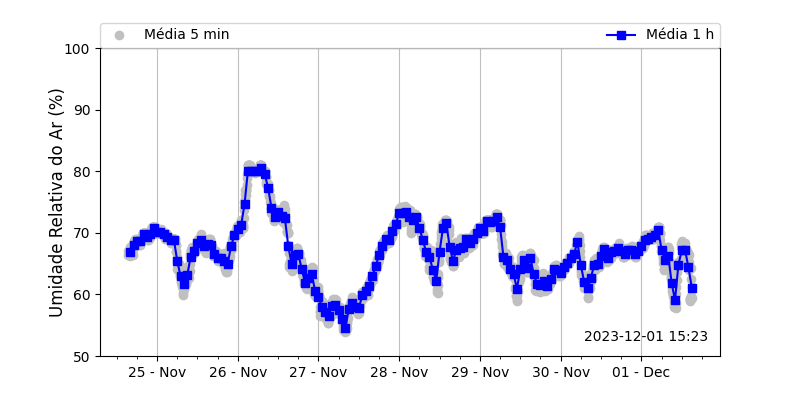 Média 5 min Média 1 h
Umidade Relativa do Ar (%)
100
90
80
70
60
50
2023-12-01 15:23
25 - Nov 26 - Nov 27 - Nov 28 - Nov 29 - Nov 30 - Nov 01 - Dec